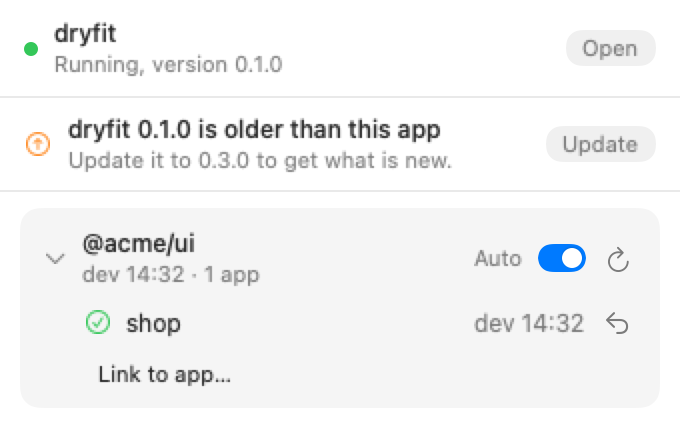 dryfit
Running, version 0.1.0
Open
dryfit 0.1.0 is older than this app
Update it to 0.3.0 to get what is new.
Update
@acme/ui
dev 14:32 · 1 app
Auto
shop
dev 14:32
Link to app...